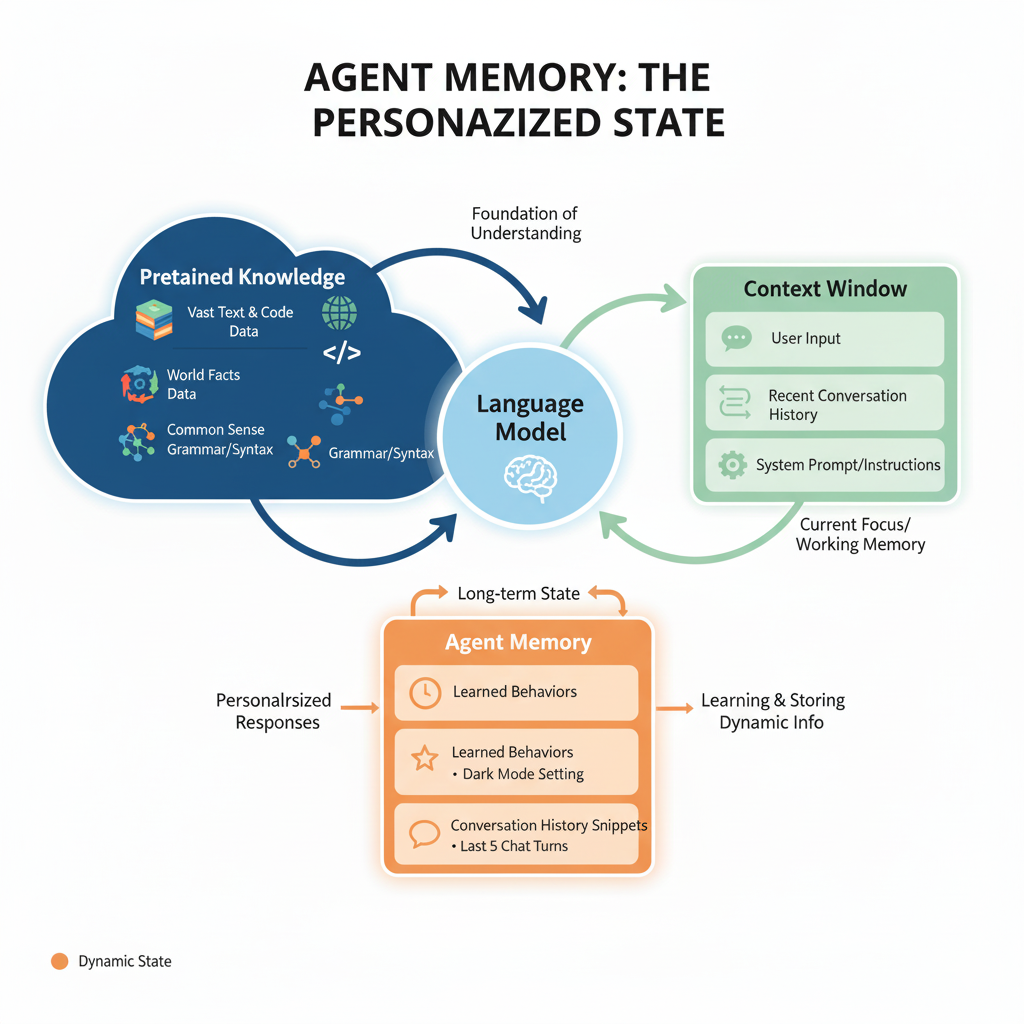 AGENT MEMORY: THE
PERSONAZIZED STATE
Foundation of
Understanding
Pretained Knowledge
Vast Text & Code
Data
</>
World Facts
Data
Common Sense
Grammar/Syntax
Grammar/Syntax
Language
Model
Context Window
User Input
Recent Conversation
History
System Prompt/Instructions
Current Focus/
Working Memory
Long-term State
Agent Memory
Learned Behaviors
Learned Behaviors
• Dark Mode Setting
Conversation History Snippets
• Last 5 Chat Turns
Personalrsized
Responses
Learning & Storing
Dynamic Info
Dynamic State